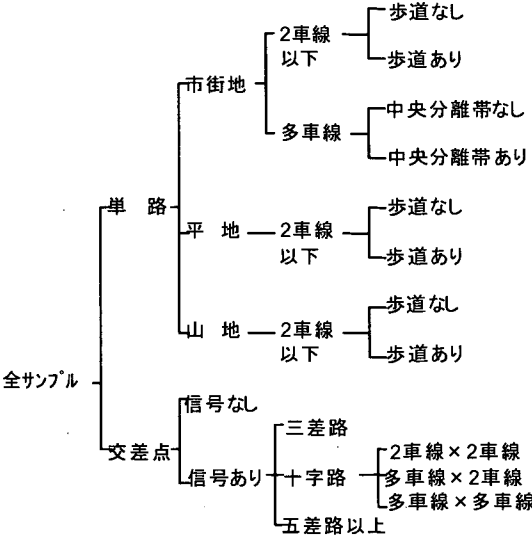 歩道なし
2車線
以下
歩道あり
市街地
中央分離帯なし
多車線
中央分離帯あり
単路
歩道なし
平地
2車線
以下
歩道あり
歩道なし
山地
2車線
以下
歩道あり
全サンプル
信号なし
交差点
三差路
信号あり
十字路
2車線×2車線
多車線×2車線
多車線×多車線
五差路以上